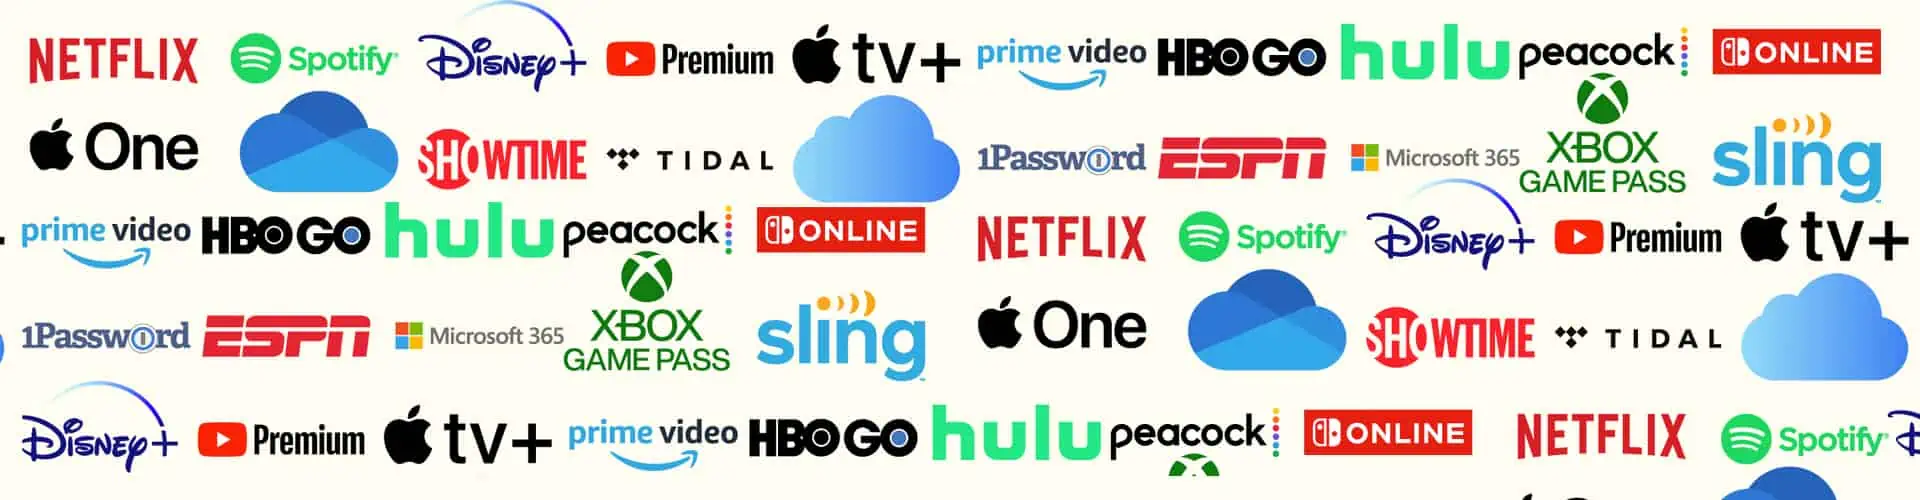 NETFLIX Spotify® Disney+ Premium tv+ prime video HBO GO hulu peacock ONLINE
One SHOWTIME TIDAL 1Password ESPN Microsoft 365 XBOX GAME PASS sling
prime video HBO GO hulu peacock ONLINE NETFLIX Spotify® Disney+ Premium tv+
1Password ESPN Microsoft 365 XBOX GAME PASS sling One SHOWTIME TIDAL
Disney+ Premium tv+ prime video HBO GO hulu peacock ONLINE NETFLIX Spotify®